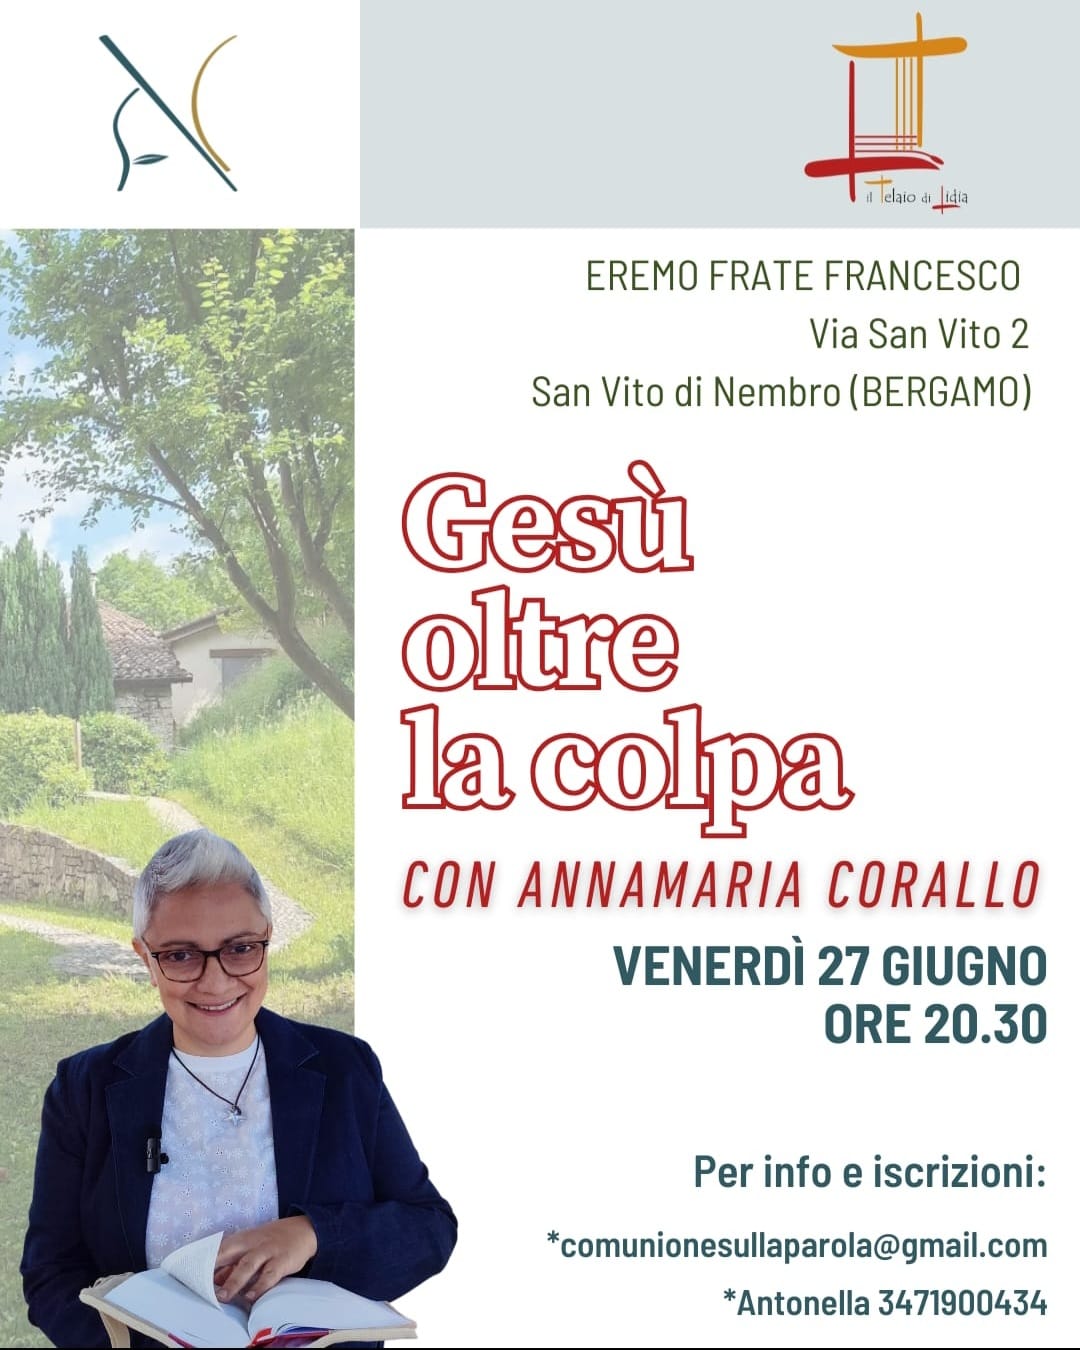 il Telaio di Lidia
EREMO FRATE FRANCESCO
Via San Vito 2
San Vito di Nembro (BERGAMO)
Gesù
oltre
la colpa
CON ANNAMARIA CORALLO
VENERDÌ 27 GIUGNO
ORE 20.30
Per info e iscrizioni:
*comunionesullaparola@gmail.com
*Antonella 3471900434